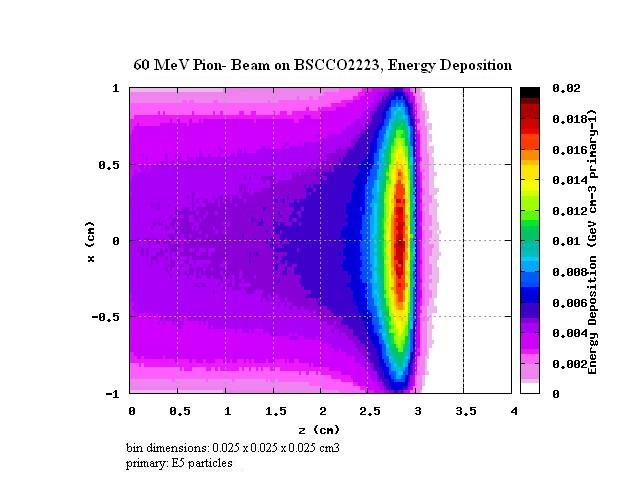 60 MeV Pion- Beam on BSCCO2223, Energy Deposition
1
0.5
0
-0.5
-1
x (cm)
0 0.5 1 1.5 2 2.5 3 3.5 4
z (cm)
0.02
0.018
0.016
0.014
0.012
0.01
0.008
0.006
0.004
0.002
0
Energy Deposition (GeV cm-3 primary-1)
bin dimensions: 0.025 x 0.025 x 0.025 cm3
primary: E5 particles